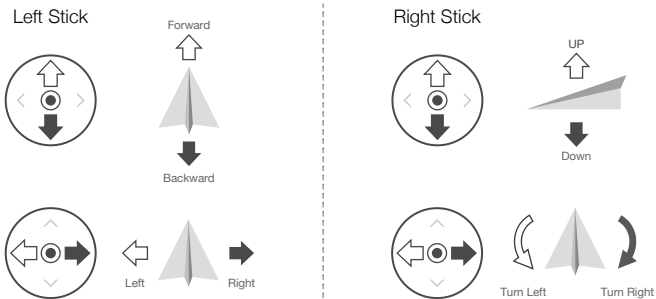 Left Stick
Forward
Backward
Left
Right
Right Stick
UP
Down
Turn Left
Turn Right